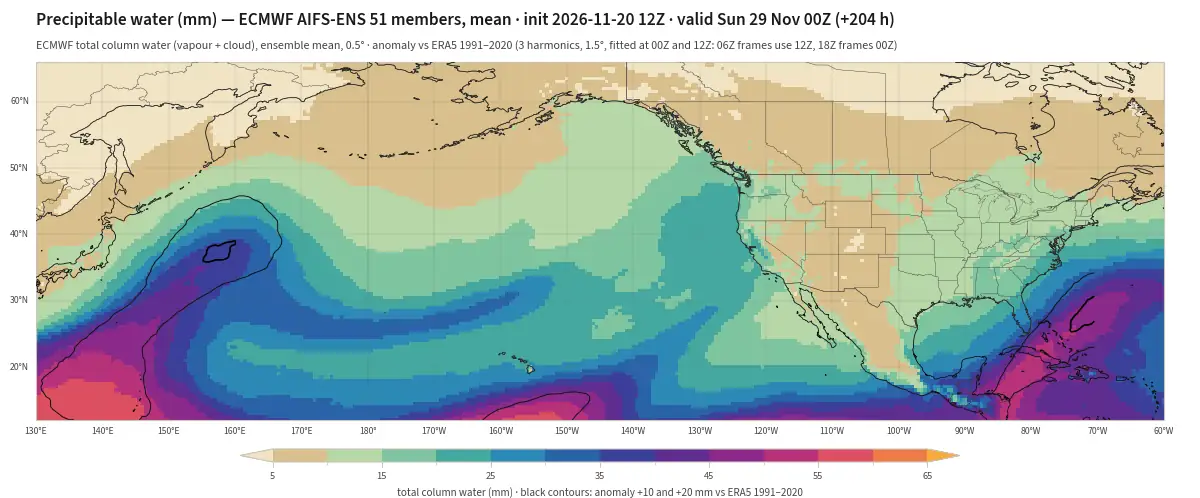 Precipitable water (mm) — ECMWF AIFS-ENS 51 members, mean · init 2026-11-20 12Z · valid Sun 29 Nov 00Z (+204 h)
ECMWF total column water (vapour + cloud), ensemble mean, 0.5° · anomaly vs ERA5 1991–2020 (3 harmonics, 1.5°, fitted at 00Z and 12Z: 06Z frames use 12Z, 18Z frames 00Z)
60°N
50°N
40°N
30°N
20°N
130°E 140°E 150°E 160°E 170°E 180° 170°W 160°W 150°W 140°W 130°W 120°W 110°W 100°W 90°W 80°W 70°W 60°W
5 15 25 35 45 55 65
total column water (mm) · black contours: anomaly +10 and +20 mm vs ERA5 1991–2020